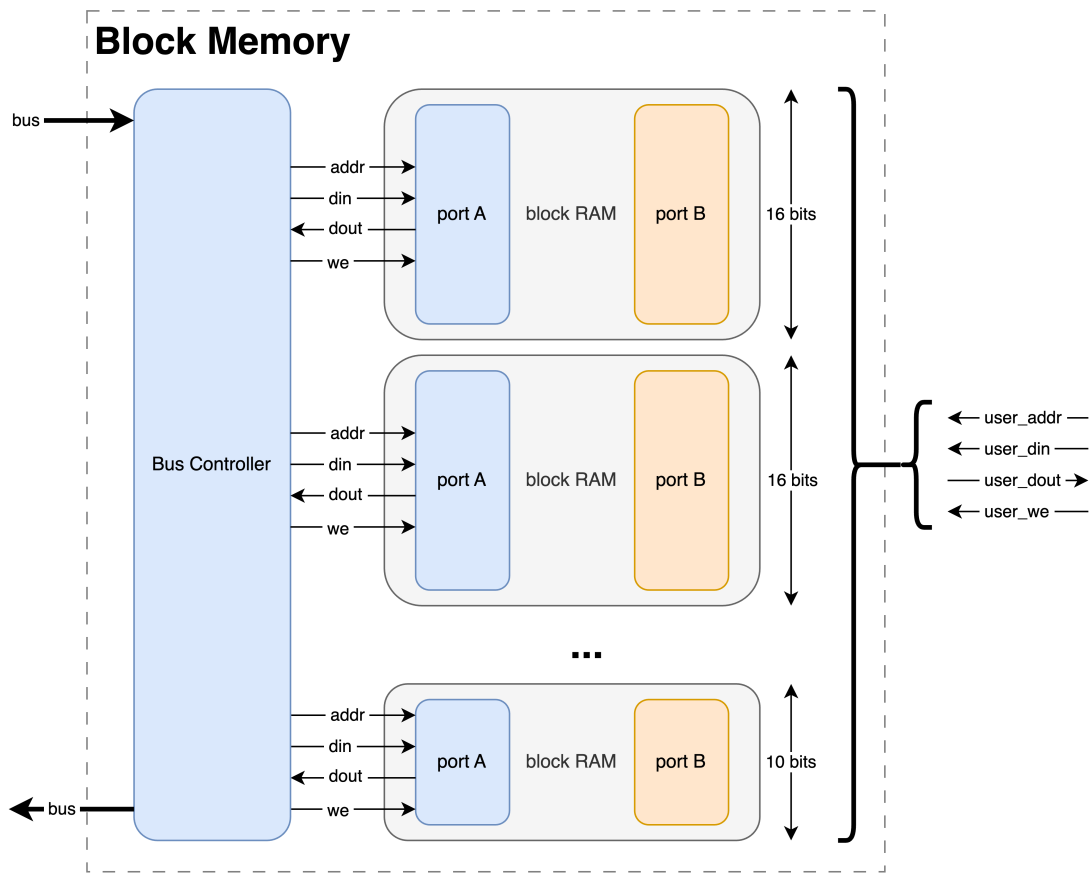 Block Memory
bus
Bus Controller
addr
din
dout
we
port A
block RAM
port B
16 bits
addr
din
dout
we
port A
block RAM
port B
16 bits
user_addr
user_din
user_dout
user_we
...
addr
din
dout
we
port A
block RAM
port B
10 bits
bus